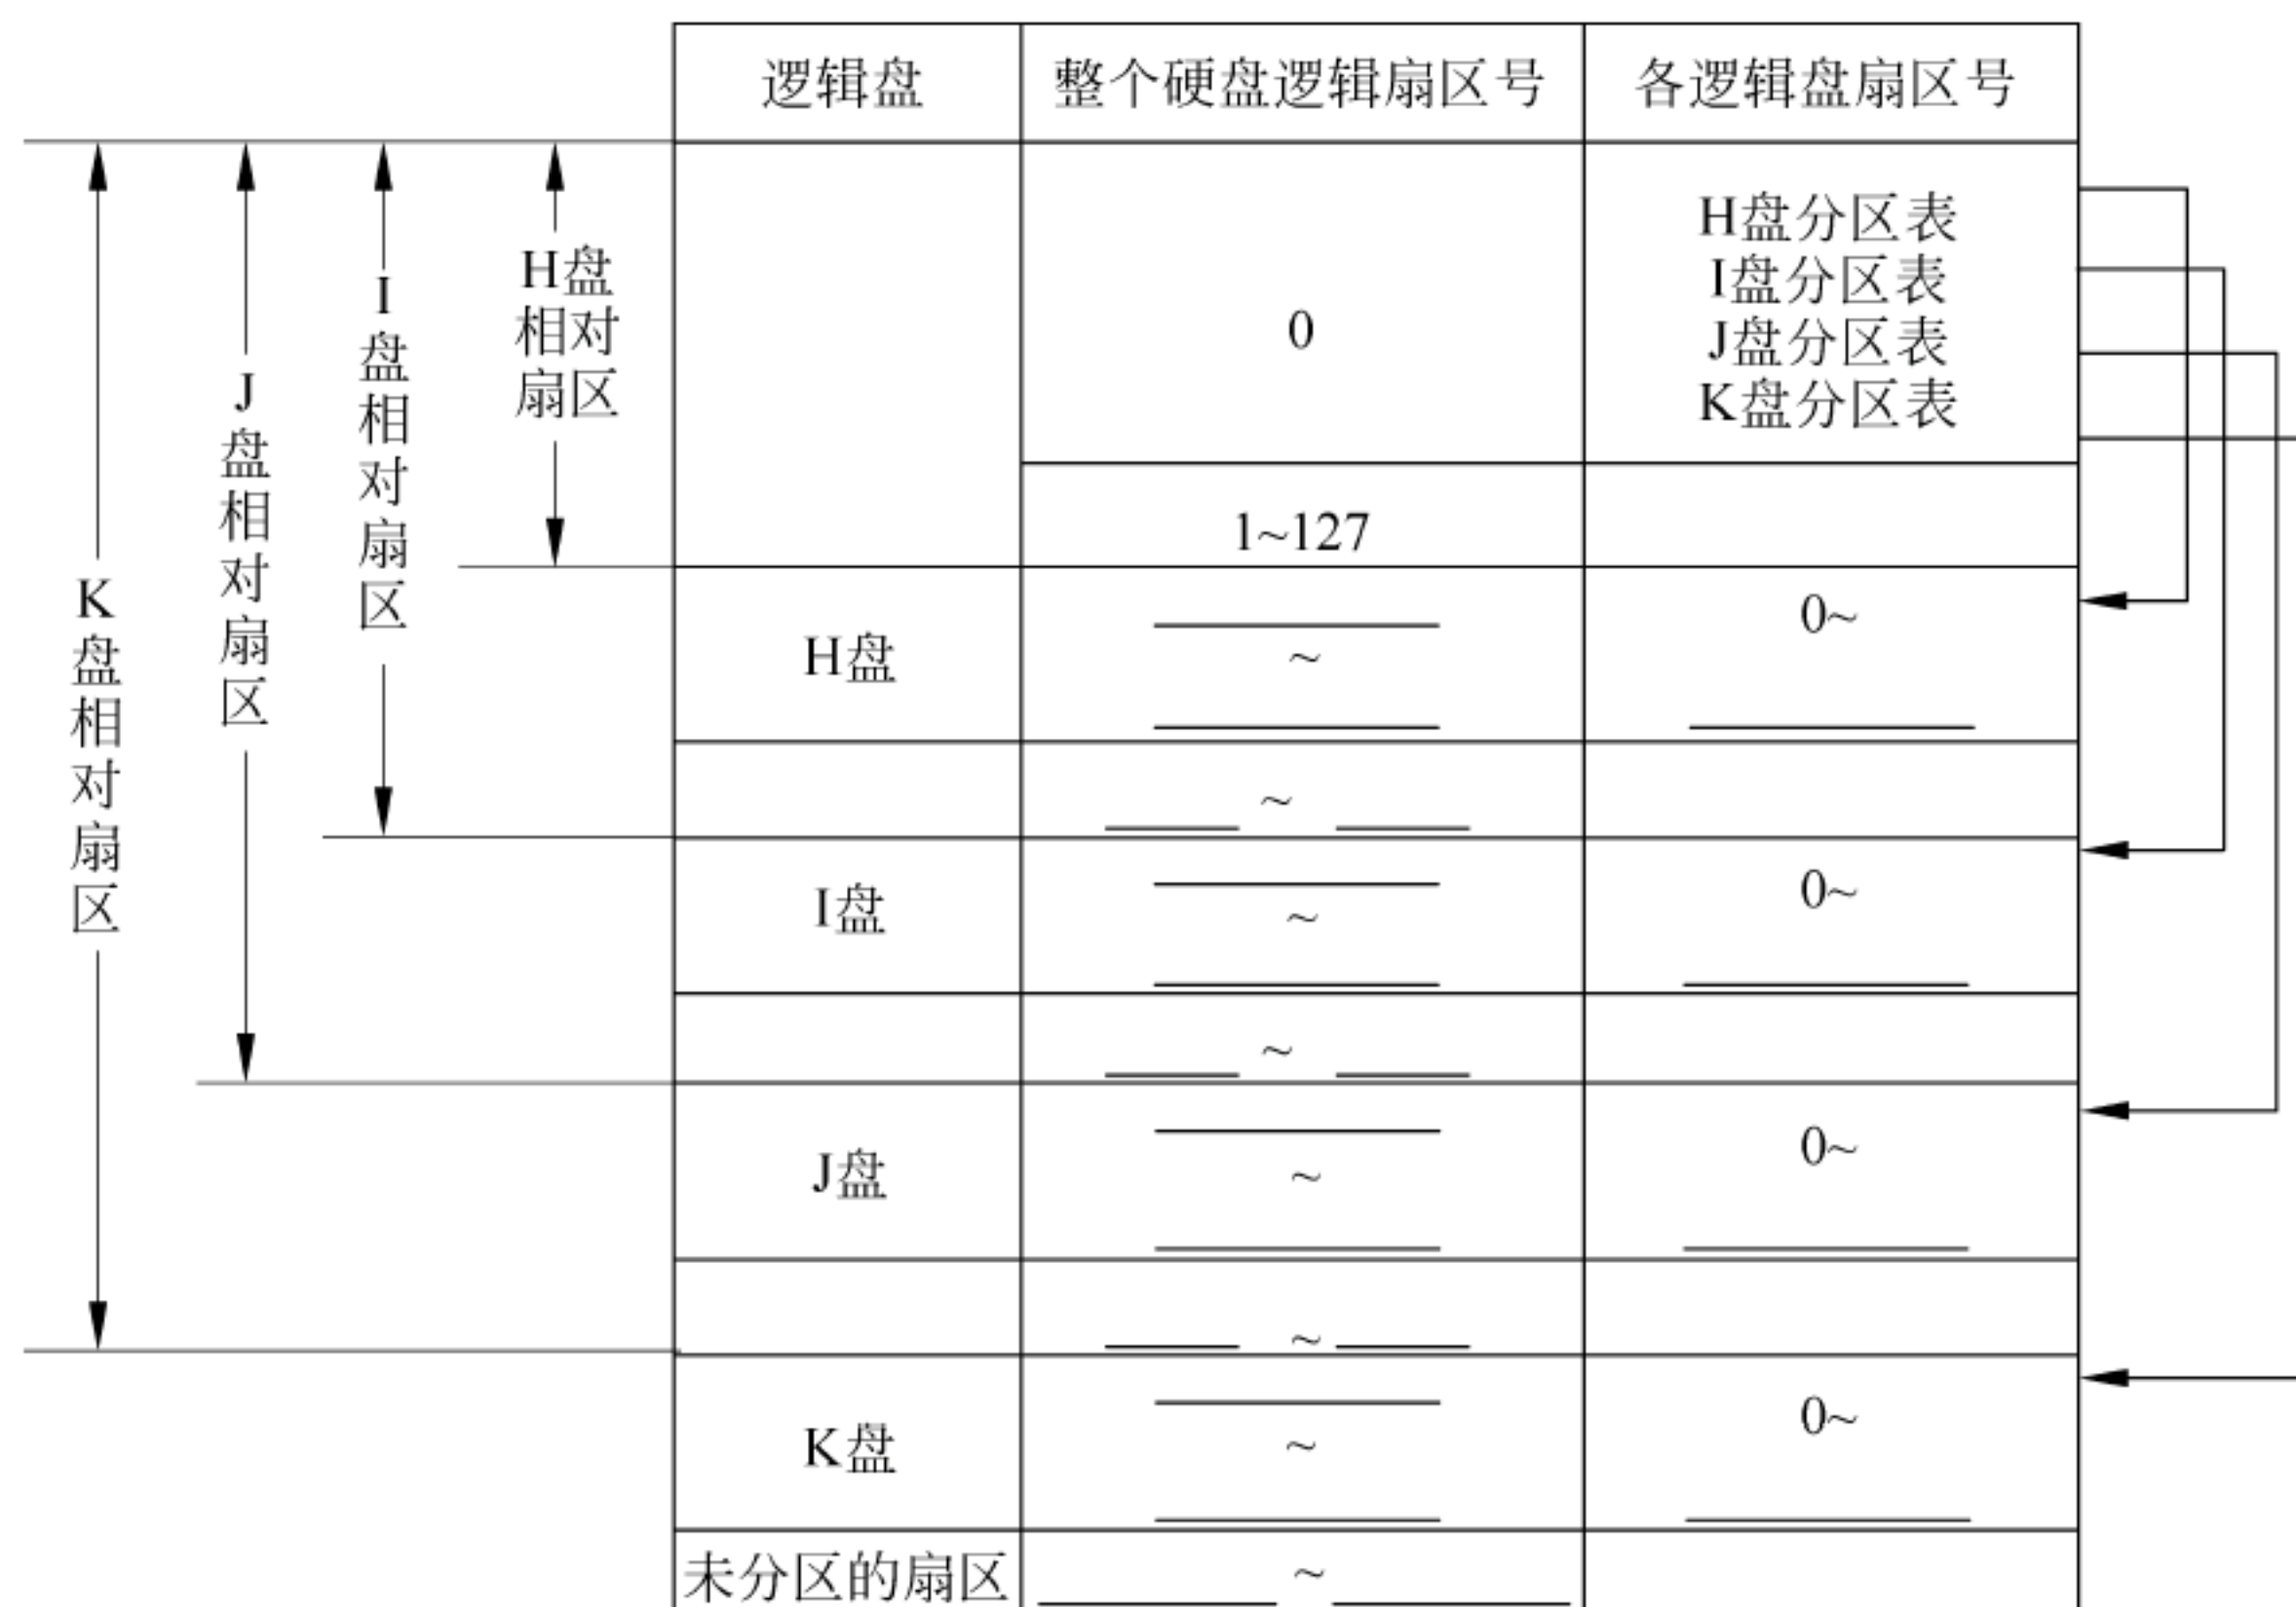 逻辑盘 整个硬盘逻辑扇区号 各逻辑盘扇区号
K盘相对扇区
J盘相对扇区
I盘相对扇区
H盘
相对
扇区
0
H盘分区表
I盘分区表
J盘分区表
K盘分区表
1~127
H盘
~
0~
~
I盘
~
0~
~
J盘
~
0~
~
K盘
~
0~
未分区的扇区 ~